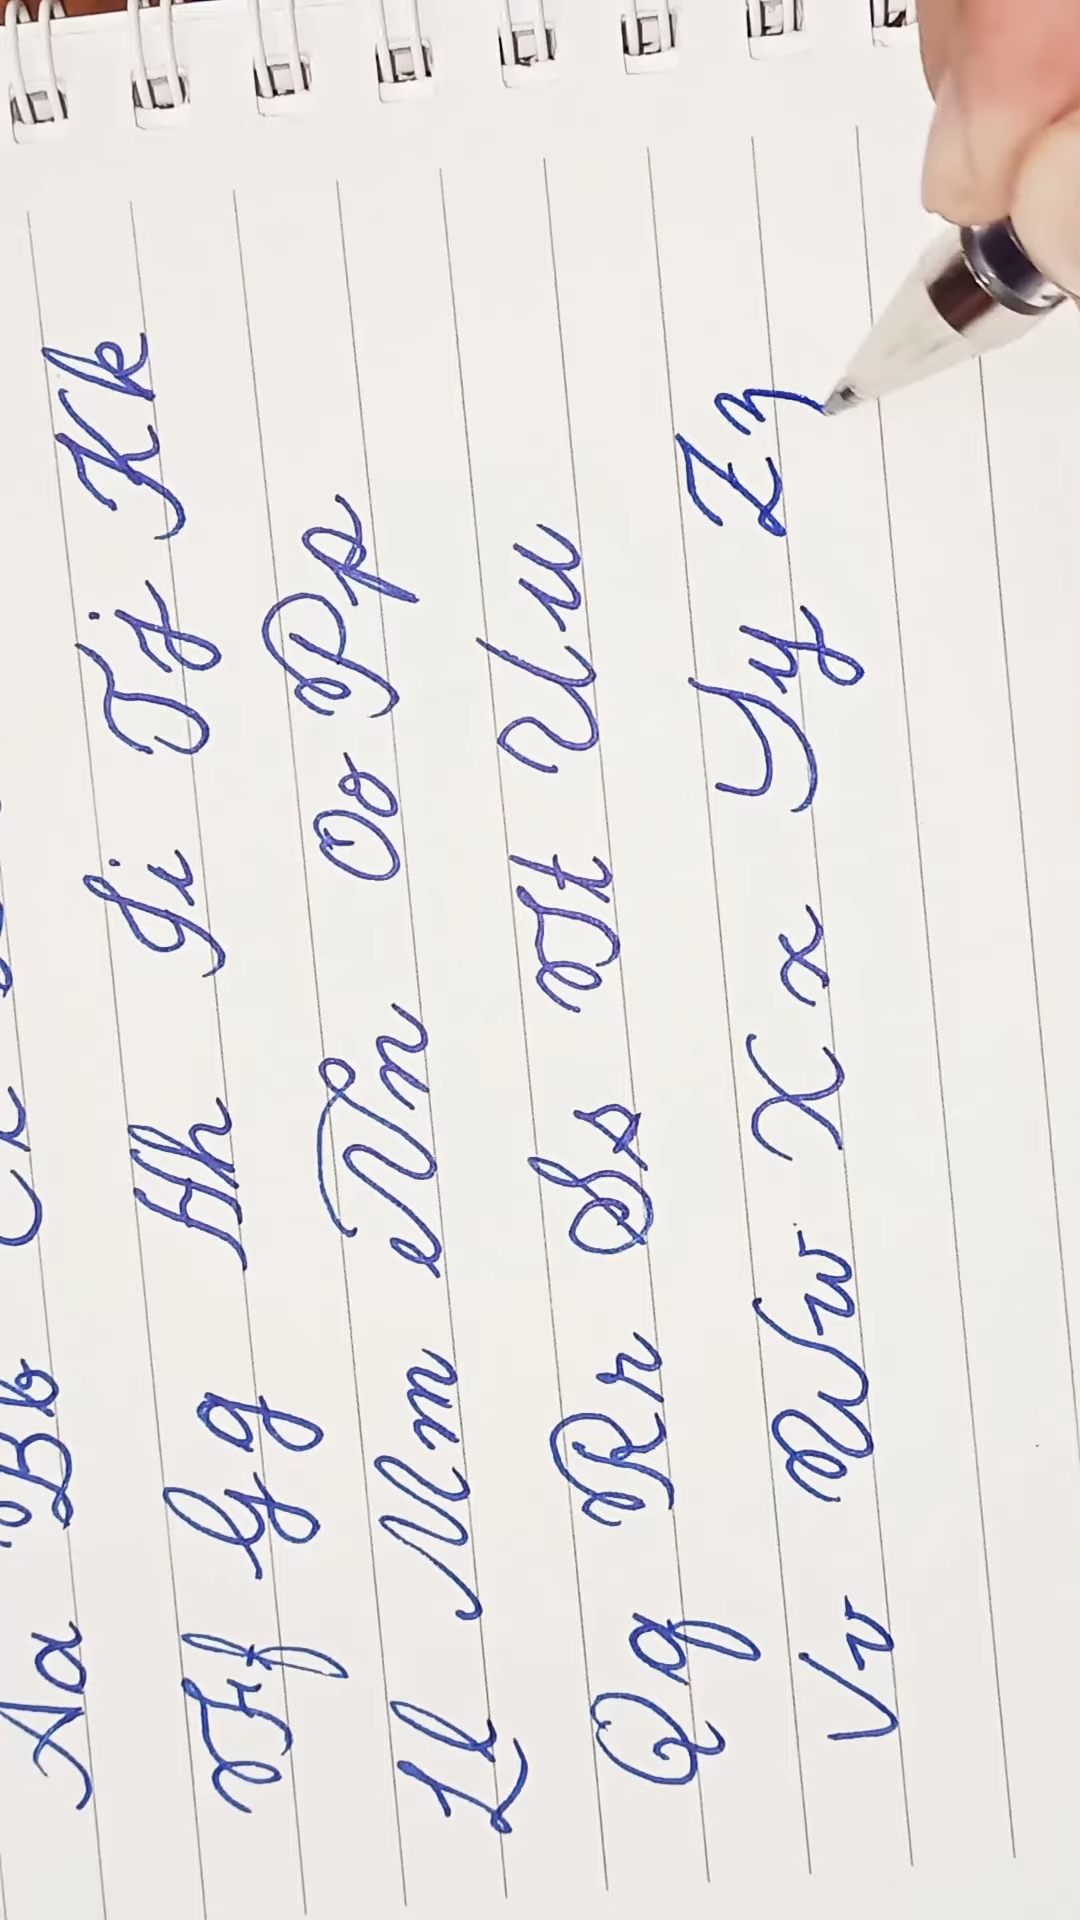 Aa Bb
Ff Gg Hh Ii Jj Kk
Ll Mm Nn Oo Pp
Qq Rr Ss Tt Uu
Vv Ww Xx Yy Zz